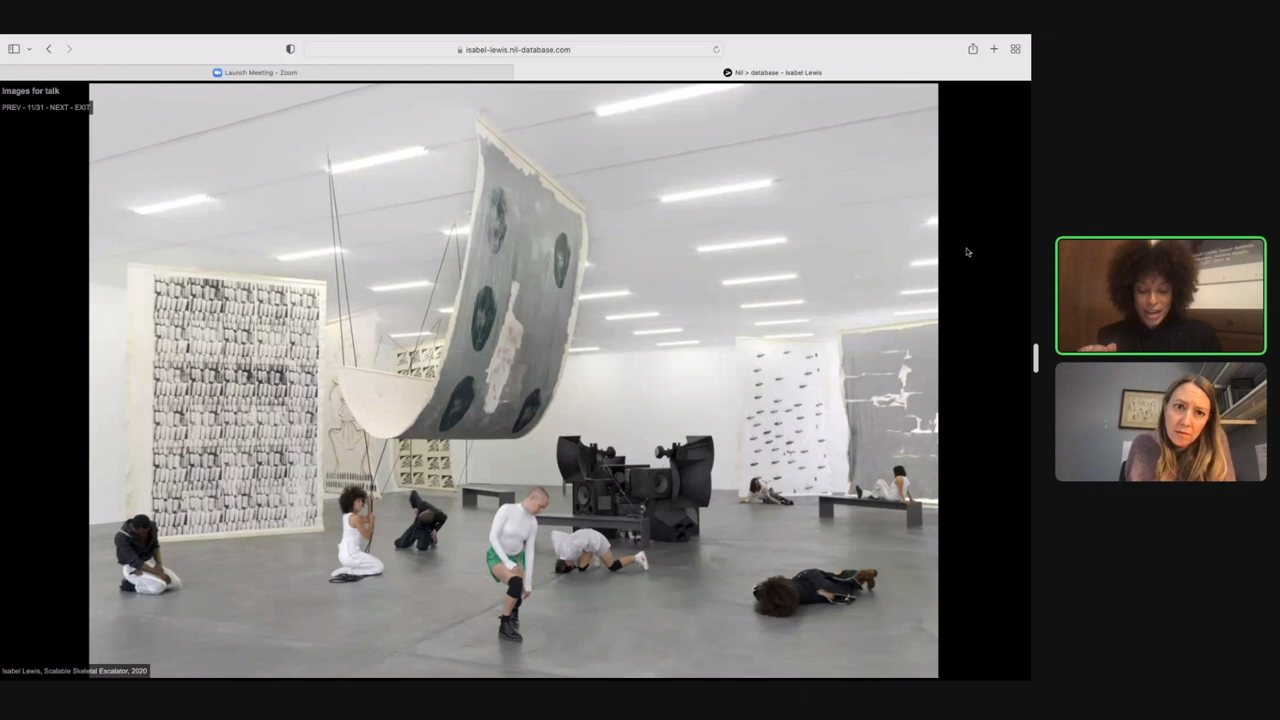 isabel-lewis.nil-database.com
Launch Meeting - Zoom
Nil > database - Isabel Lewis
Images for talk
PREV - 11/31 - NEXT - EXIT
Isabel Lewis, Scalable Skeletal Escalator, 2020